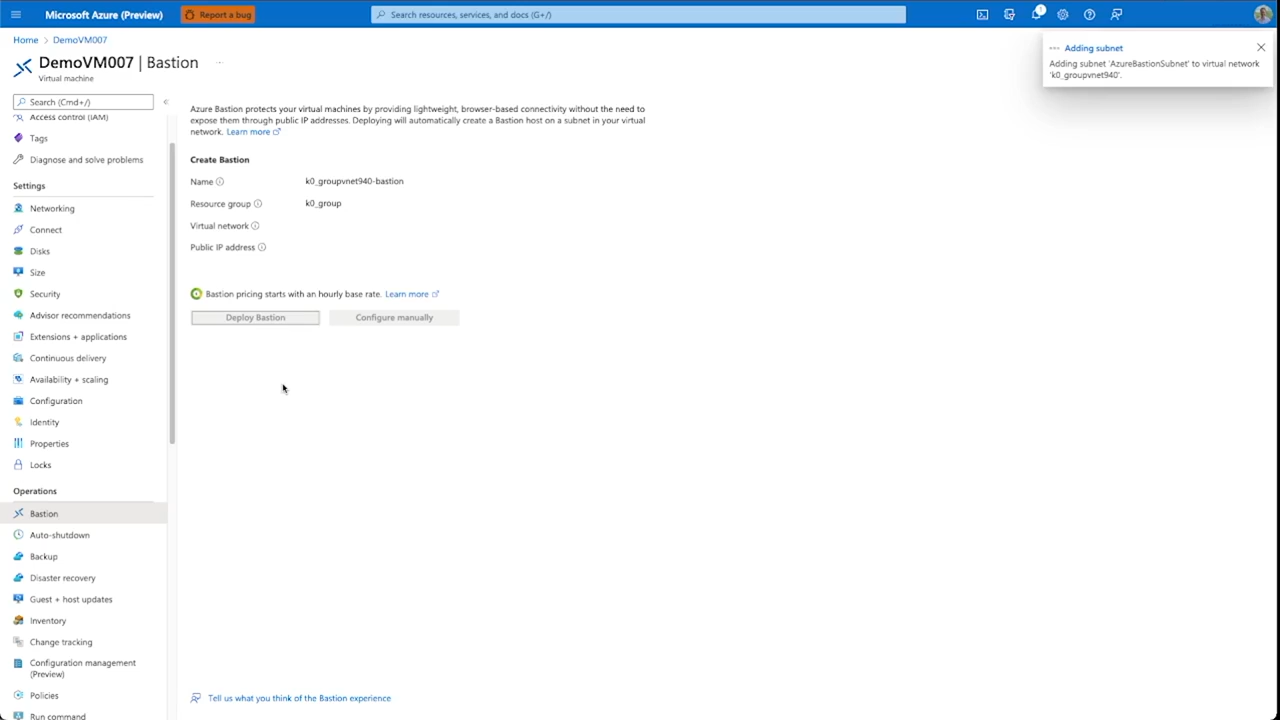 Microsoft Azure (Preview)
Report a bug
Search resources, services, and docs (G+/)
1
Home > DemoVM007
DemoVM007 | Bastion ...
Virtual machine
Adding subnet
Adding subnet 'AzureBastionSubnet' to virtual network
'k0_groupvnet940'.
Search (Cmd+/)
«
Access control (IAM)
Tags
Diagnose and solve problems
Settings
Networking
Connect
Disks
Size
Security
Advisor recommendations
Extensions + applications
Continuous delivery
Availability + scaling
Configuration
Identity
Properties
Locks
Operations
Bastion
Auto-shutdown
Backup
Disaster recovery
Guest + host updates
Inventory
Change tracking
Configuration management
(Preview)
Policies
Run command
Azure Bastion protects your virtual machines by providing lightweight, browser-based connectivity without the need to
expose them through public IP addresses. Deploying will automatically create a Bastion host on a subnet in your virtual
network. Learn more
Create Bastion
Name k0_groupvnet940-bastion
Resource group k0_group
Virtual network
Public IP address
Bastion pricing starts with an hourly base rate. Learn more
Deploy Bastion Configure manually
Tell us what you think of the Bastion experience